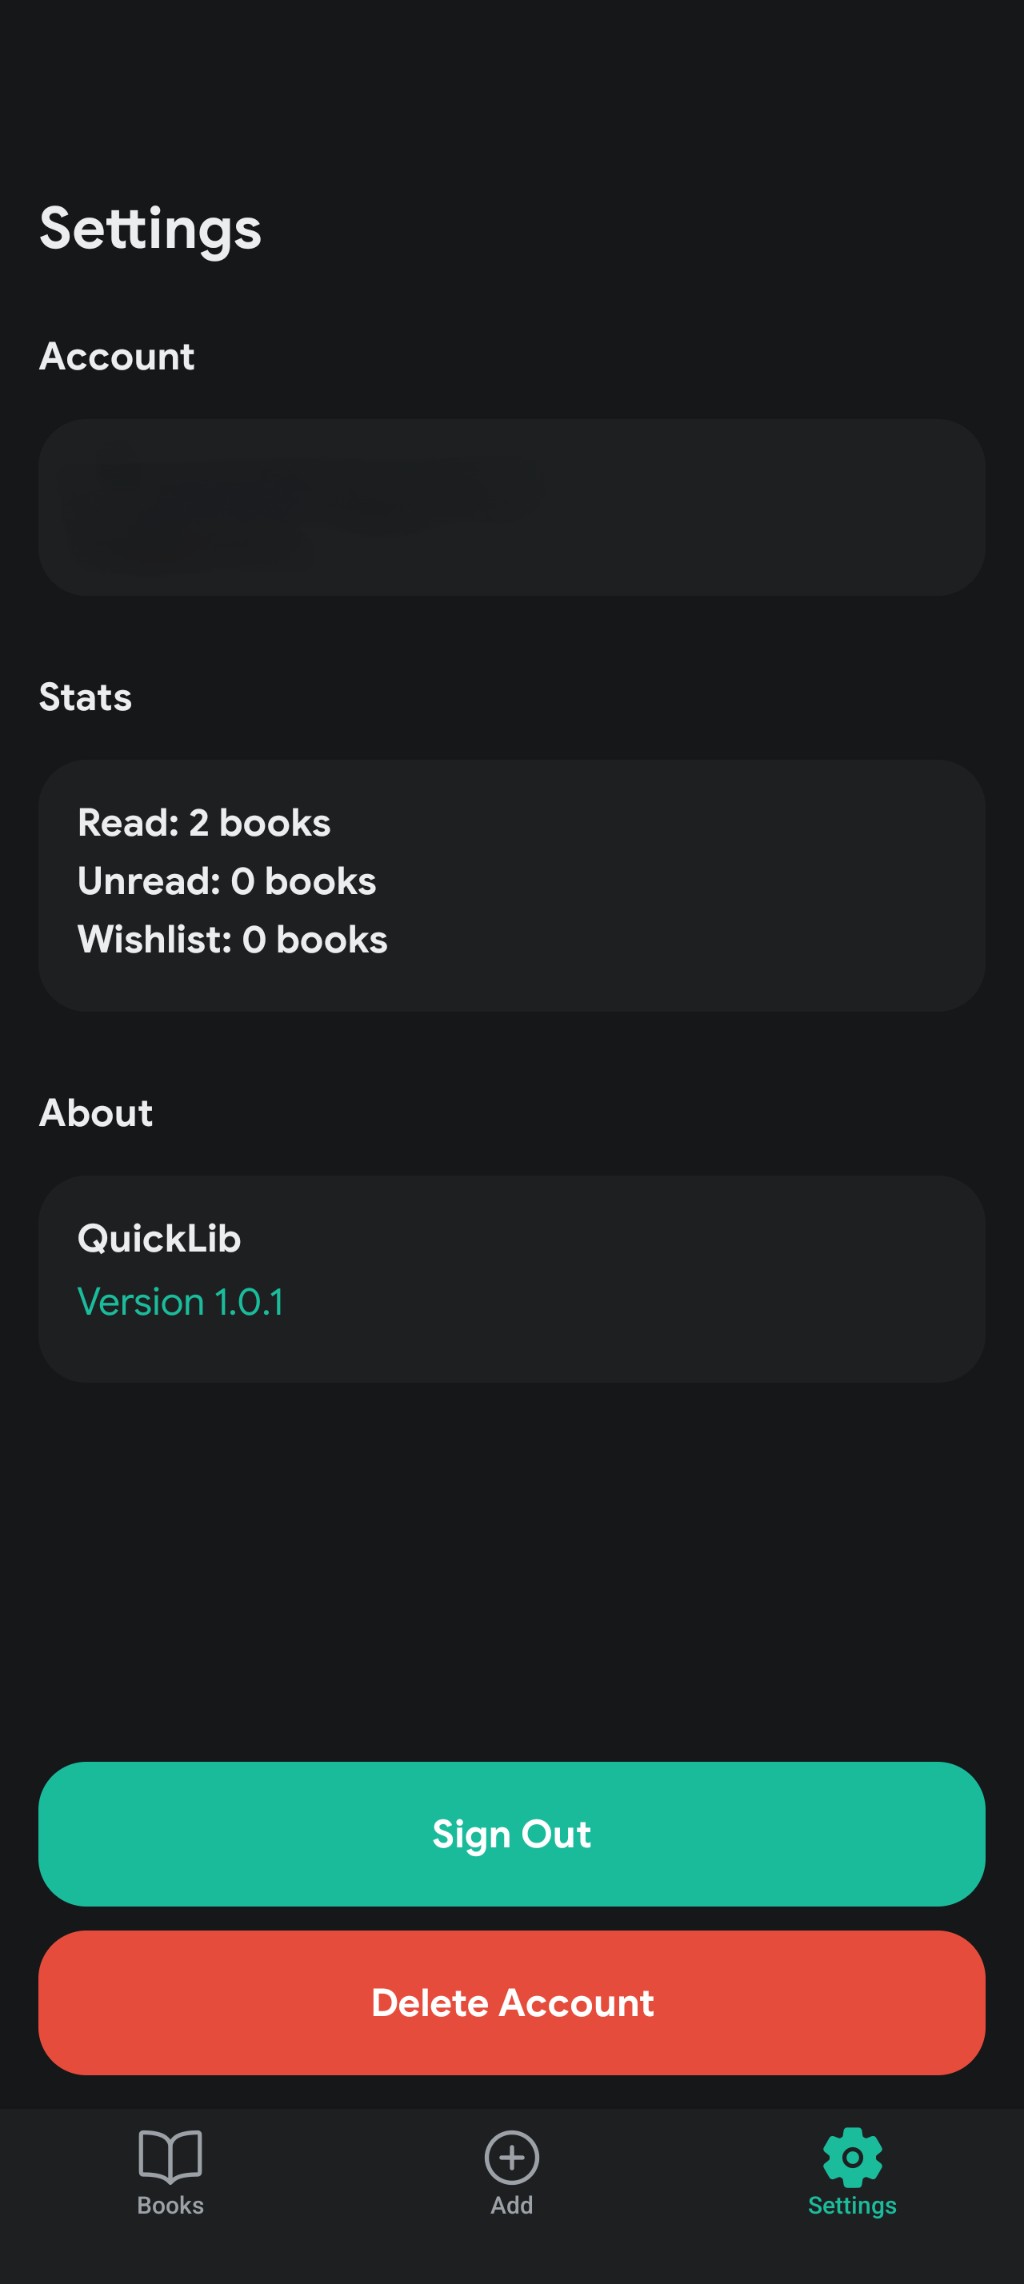 Settings
Account
Stats
Read: 2 books
Unread: 0 books
Wishlist: 0 books
About
QuickLib
Version 1.0.1
Sign Out
Delete Account
Books
Add
Settings